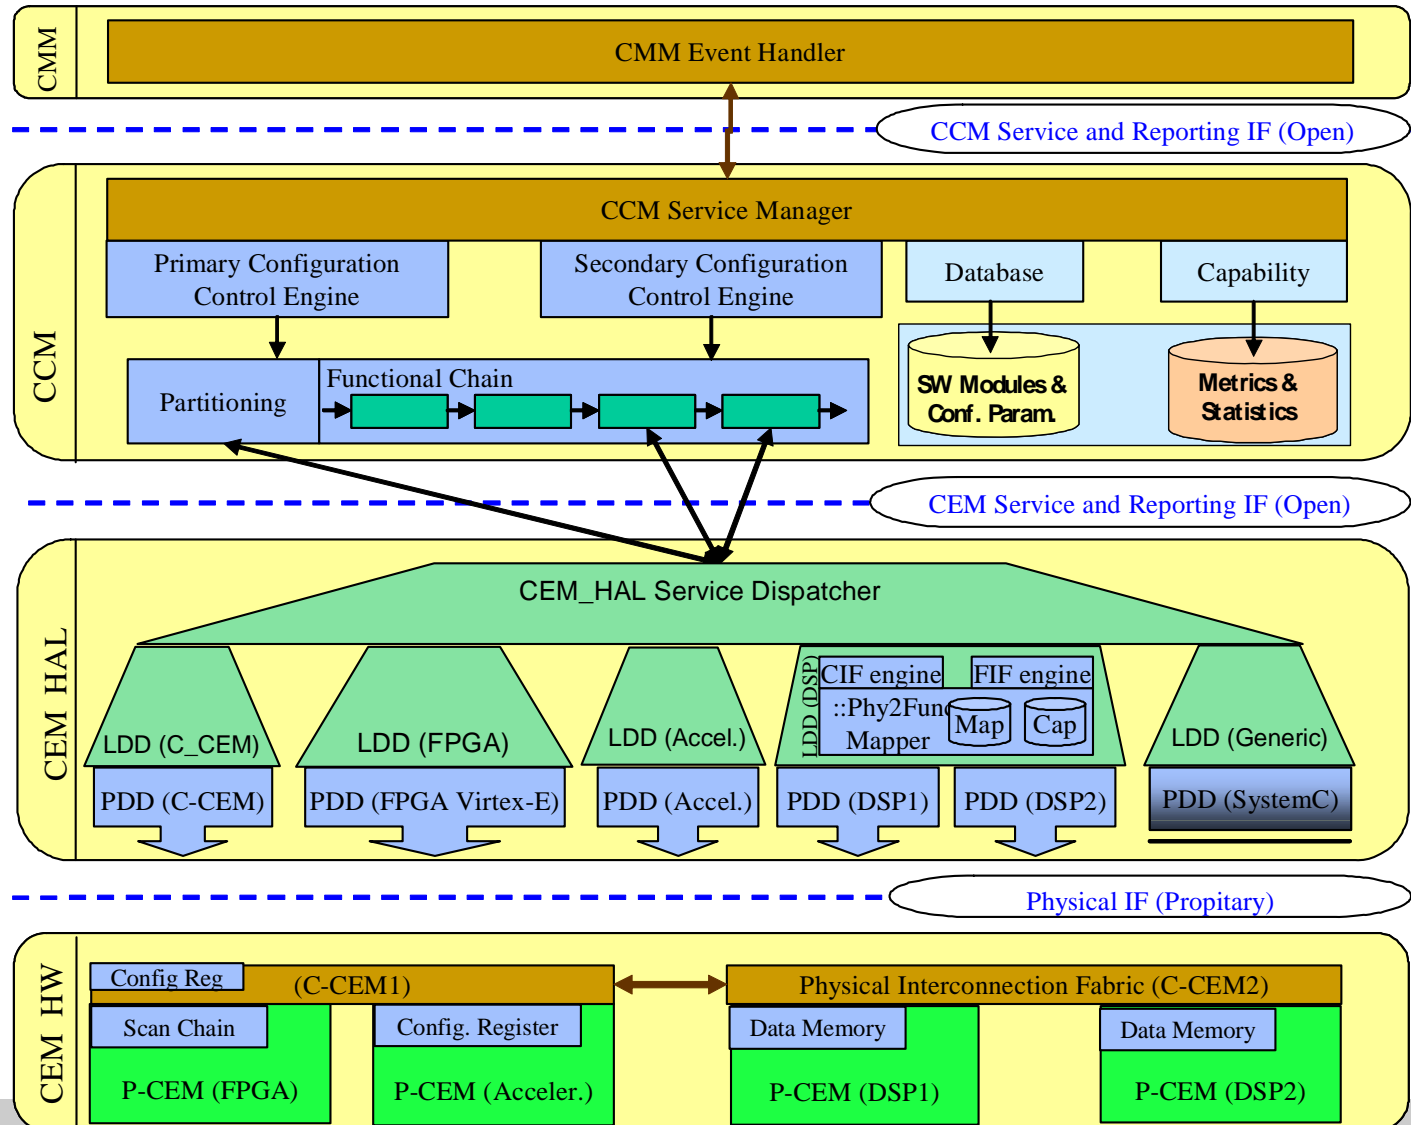 CMM
CMM Event Handler
CCM Service and Reporting IF (Open)
CCM
CCM Service Manager
Primary Configuration
Control Engine
Secondary Configuration
Control Engine
Database
Capability
Partitioning
Functional Chain
SW Modules &
Conf. Param.
Metrics &
Statistics
CEM Service and Reporting IF (Open)
CEM HAL
CEM_HAL Service Dispatcher
LDD (C_CEM)
LDD (FPGA)
LDD (Accel.)
LDD (DSP)
CIF engine
FIF engine
::Phy2Func
Mapper
Map
Cap
LDD (Generic)
PDD (C-CEM)
PDD (FPGA Virtex-E)
PDD (Accel.)
PDD (DSP1)
PDD (DSP2)
PDD (SystemC)
Physical IF (Propitary)
CEM HW
Config Reg
(C-CEM1)
Physical Interconnection Fabric (C-CEM2)
Scan Chain
Config. Register
Data Memory
Data Memory
P-CEM (FPGA)
P-CEM (Acceler.)
P-CEM (DSP1)
P-CEM (DSP2)